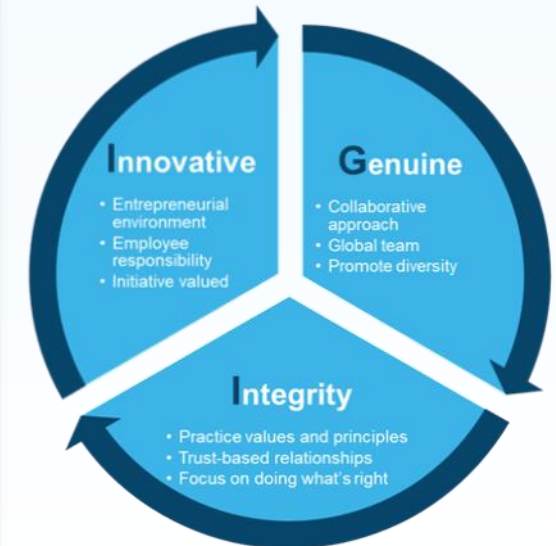 Innovative
• Entrepreneurial
environment
• Employee
responsibility
• Initiative valued
Genuine
• Collaborative
approach
• Global team
• Promote diversity
Integrity
• Practice values and principles
• Trust-based relationships
• Focus on doing what's right